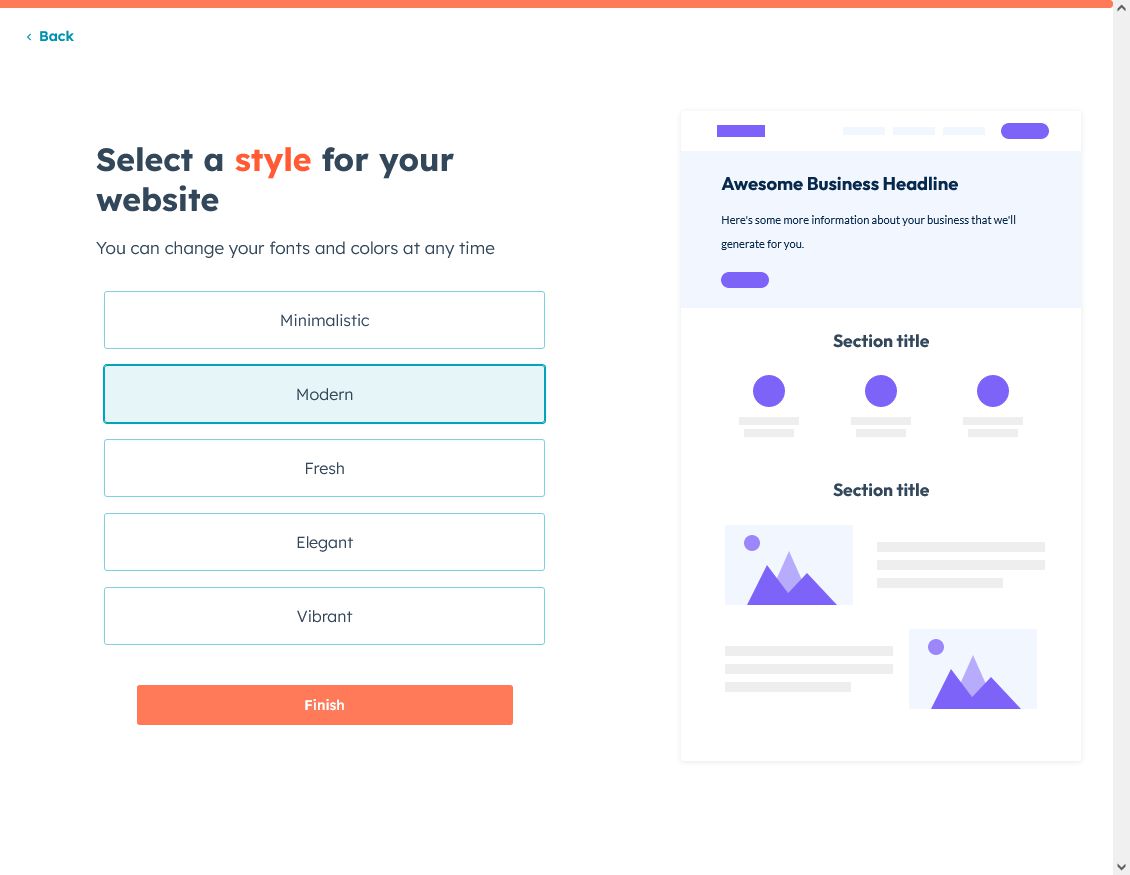 Back
Select a style for your
website
You can change your fonts and colors at any time
Minimalistic
Modern
Fresh
Elegant
Vibrant
Finish
Awesome Business Headline
Here's some more information about your business that we'll
generate for you.
Section title
Section title